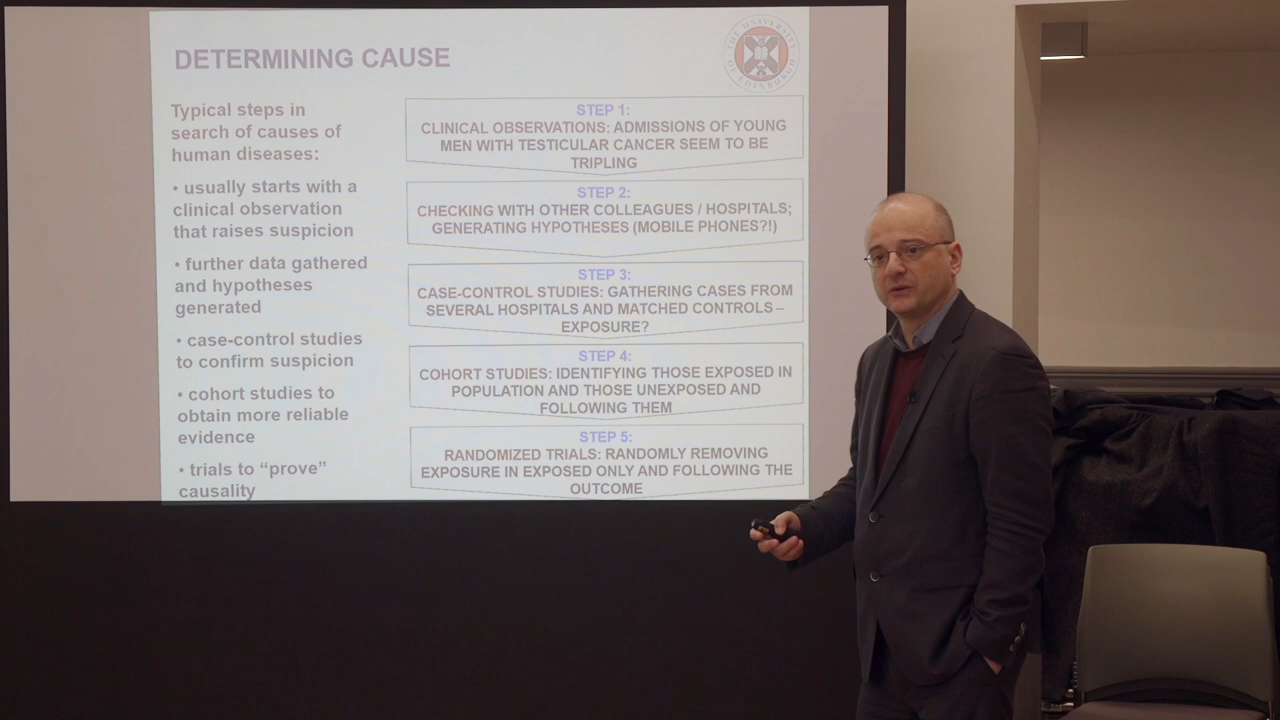 DETERMINING CAUSE
THE UNIVERSITY
OF EDINBURGH
Typical steps in
search of causes of
human diseases:
• usually starts with a
clinical observation
that raises suspicion
• further data gathered
and hypotheses
generated
• case-control studies
to confirm suspicion
• cohort studies to
obtain more reliable
evidence
• trials to “prove”
causality
STEP 1:
CLINICAL OBSERVATIONS: ADMISSIONS OF YOUNG
MEN WITH TESTICULAR CANCER SEEM TO BE
TRIPLING
STEP 2:
CHECKING WITH OTHER COLLEAGUES / HOSPITALS;
GENERATING HYPOTHESES (MOBILE PHONES?!)
STEP 3:
CASE-CONTROL STUDIES: GATHERING CASES FROM
SEVERAL HOSPITALS AND MATCHED CONTROLS –
EXPOSURE?
STEP 4:
COHORT STUDIES: IDENTIFYING THOSE EXPOSED IN
POPULATION AND THOSE UNEXPOSED AND
FOLLOWING THEM
STEP 5:
RANDOMIZED TRIALS: RANDOMLY REMOVING
EXPOSURE IN EXPOSED ONLY AND FOLLOWING THE
OUTCOME